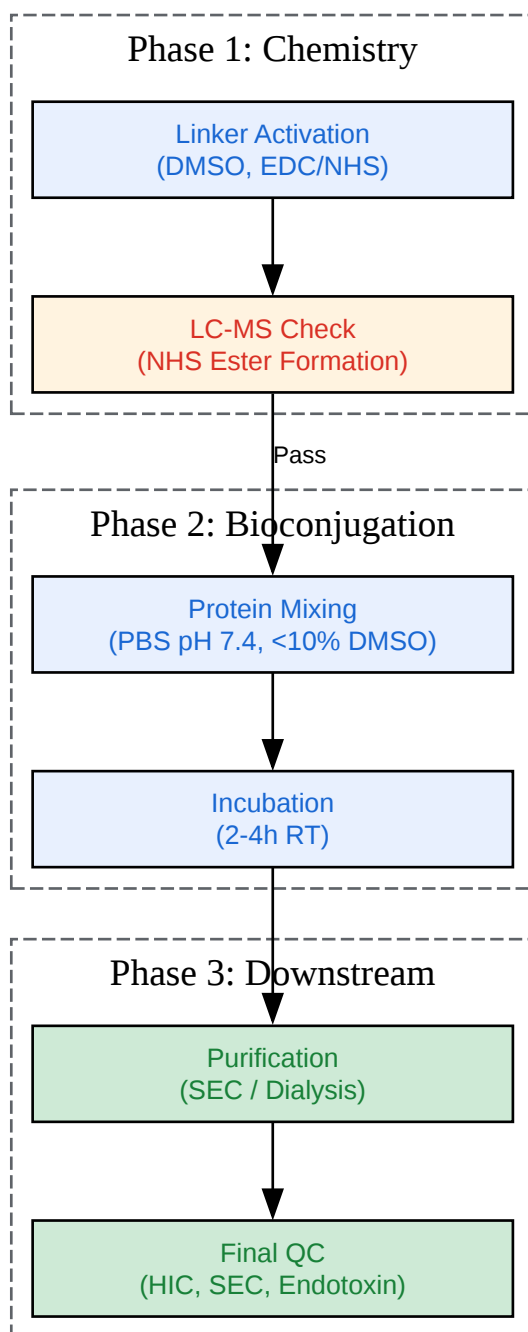 Phase 1: Chemistry
Linker Activation
(DMSO, EDC/NHS)
LC-MS Check
(NHS Ester Formation)
Pass
Phase 2: Bioconjugation
Protein Mixing
(PBS pH 7.4, <10% DMSO)
Incubation
(2-4h RT)
Phase 3: Downstream
Purification
(SEC / Dialysis)
Final QC
(HIC, SEC, Endotoxin)